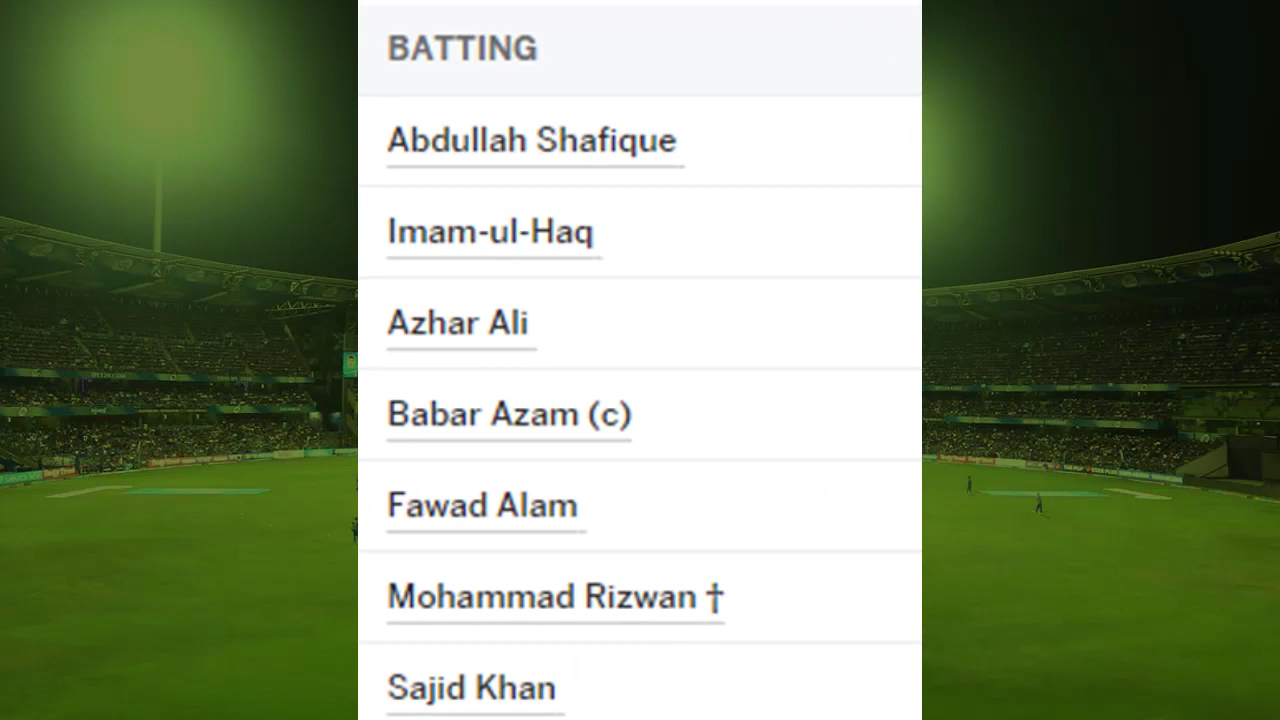 BATTING
Abdullah Shafique
Imam-ul-Haq
Azhar Ali
Babar Azam (c)
Fawad Alam
Mohammad Rizwan †
Sajid Khan